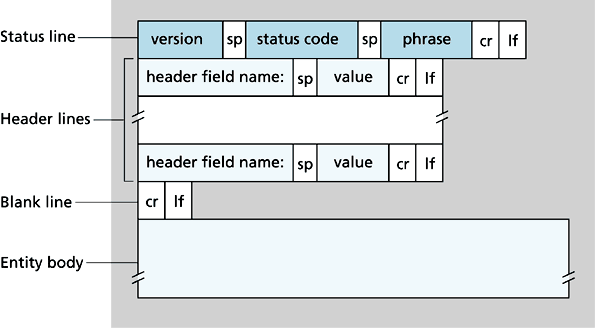 Status line version sp status code sp phrase cr lf
header field name: sp value cr lf
Header lines
header field name: sp value cr lf
Blank line cr lf
Entity body